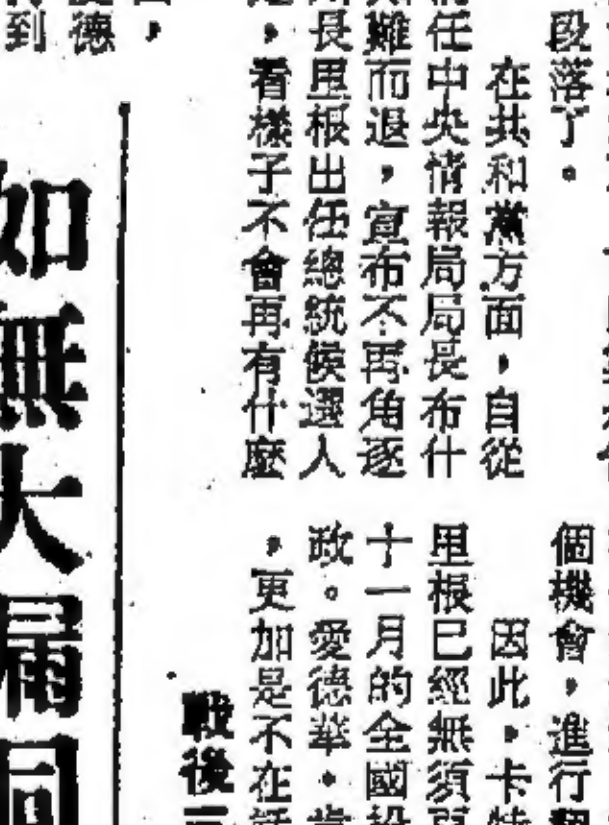 段落了。
在共和黨方面，自從
任中央情報局局長布什
難而退，宣布不再角逐
長里根出任總統候選人
，看樣子不會再有什麼
個機會，進行
因此，卡特
里根已經無須
十一月的全國投
政。愛德華·肯
，更加是不在話
戰後
如無大漏洞
，
德
到